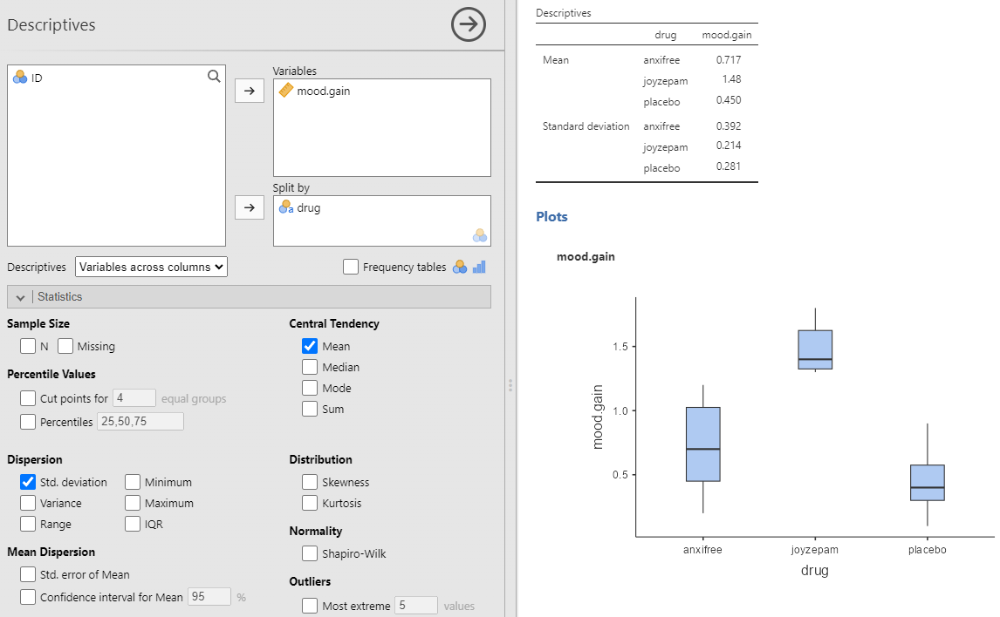 Descriptives
ID
Variables
mood.gain
Split by
drug
Descriptives Variables across columns Frequency tables
Statistics
Sample Size
N Missing
Percentile Values
Cut points for 4 equal groups
Percentiles 25,50,75
Central Tendency
Mean
Median
Mode
Sum
Dispersion
Std. deviation Minimum
Variance Maximum
Range IQR
Distribution
Skewness
Kurtosis
Mean Dispersion
Std. error of Mean
Confidence interval for Mean 95 %
Normality
Shapiro-Wilk
Outliers
Most extreme 5 values
Descriptives
drug mood.gain
Mean anxifree 0.717
joyzepam 1.48
placebo 0.450
Standard deviation anxifree 0.392
joyzepam 0.214
placebo 0.281
Plots
mood.gain
mood.gain
1.5
1.0
0.5
anxifree joyzepam placebo
drug